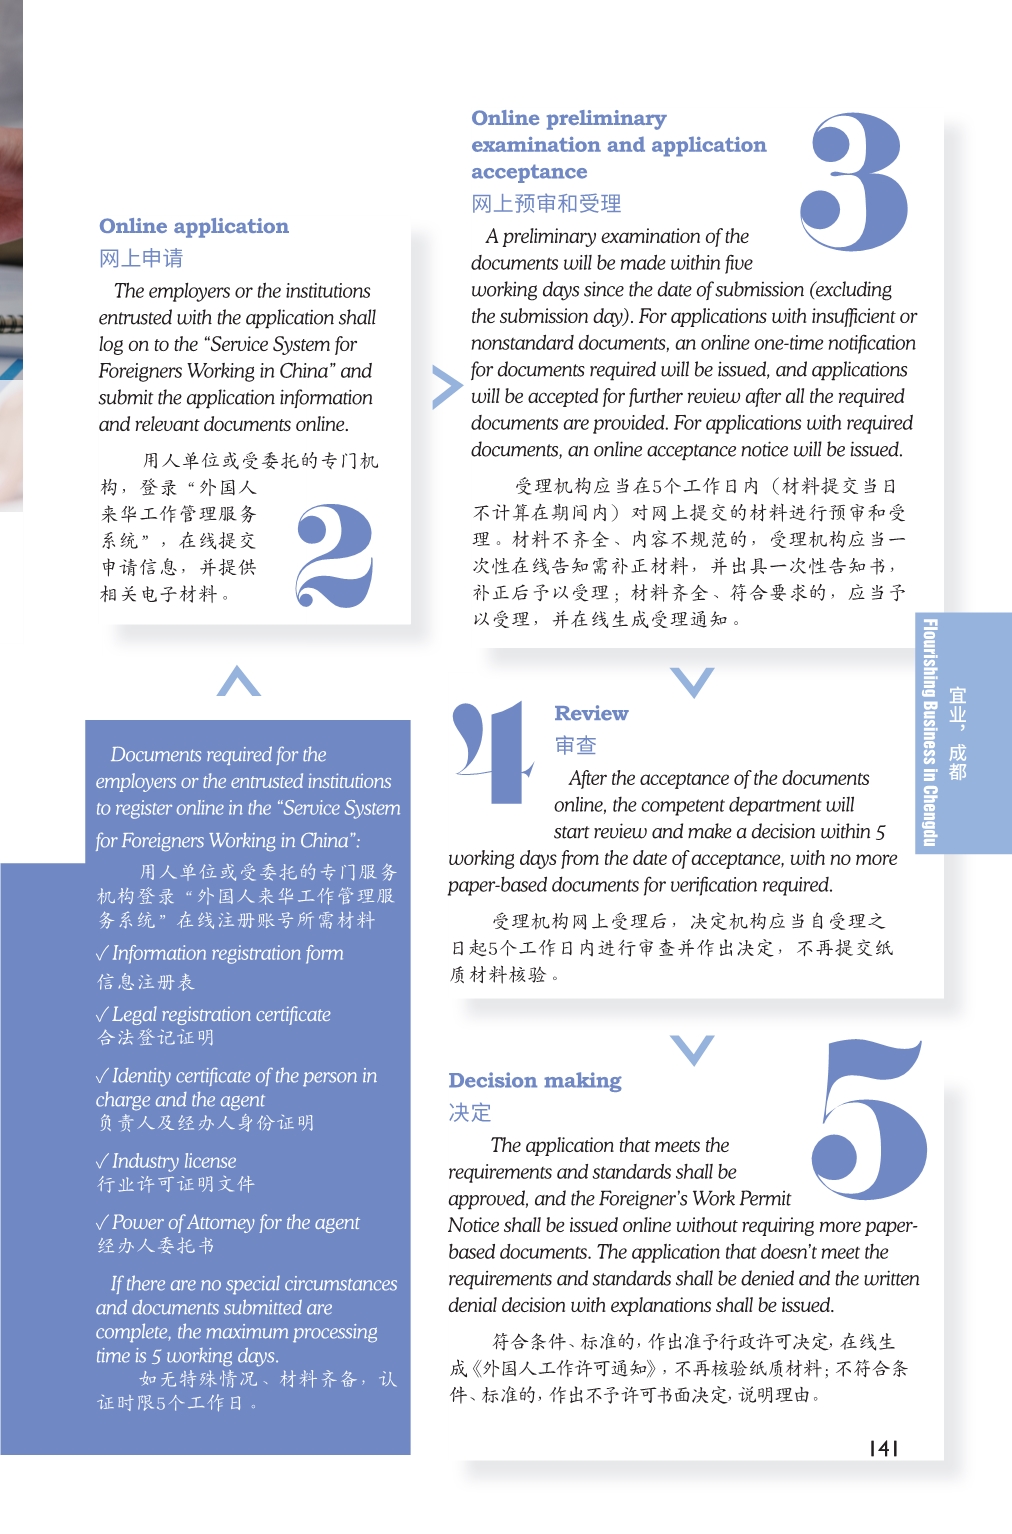 Documents required for the
employers or the entrusted institutions
to register online in the “Service System
for Foreigners Working in China”:
用人单位或受委托的专门服务
机构登录“外国人来华工作管理服
务系统”在线注册账号所需材料
✓ Information registration form
信息注册表
✓ Legal registration certificate
合法登记证明
✓ Identity certificate of the person in
charge and the agent
负责人及经办人身份证明
✓ Industry license
行业许可证明文件
✓ Power of Attorney for the agent
经办人委托书
If there are no special circumstances
and documents submitted are
complete, the maximum processing
time is 5 working days.
如无特殊情况、材料齐备，认
证时限5个工作日。
2
Online application
网上申请
The employers or the institutions
entrusted with the application shall
log on to the “Service System for
Foreigners Working in China” and
submit the application information
and relevant documents online.
用人单位或受委托的专门机
构，登录“外国人
来华工作管理服务
系统”，在线提交
申请信息，并提供
相关电子材料。
3
Online preliminary
examination and application
acceptance
网上预审和受理
A preliminary examination of the
documents will be made within five
working days since the date of submission (excluding
the submission day). For applications with insufficient or
nonstandard documents, an online one-time notification
for documents required will be issued, and applications
will be accepted for further review after all the required
documents are provided. For applications with required
documents, an online acceptance notice will be issued.
受理机构应当在5个工作日内（材料提交当日
不计算在期间内）对网上提交的材料进行预审和受
理。材料不齐全、内容不规范的，受理机构应当一
次性在线告知需补正材料，并出具一次性告知书，
补正后予以受理；材料齐全、符合要求的，应当予
以受理，并在线生成受理通知。
4
Review
审查
After the acceptance of the documents
online, the competent department will
start review and make a decision within 5
working days from the date of acceptance, with no more
paper-based documents for verification required.
受理机构网上受理后，决定机构应当自受理之
日起5个工作日内进行审查并作出决定，不再提交纸
质材料核验。
5
Decision making
决定
The application that meets the
requirements and standards shall be
approved, and the Foreigner’s Work Permit
Notice shall be issued online without requiring more paper-
based documents. The application that doesn’t meet the
requirements and standards shall be denied and the written
denial decision with explanations shall be issued.
符合条件、标准的，作出准予行政许可决定，在线生
成《外国人工作许可通知》，不再核验纸质材料；不符合条
件、标准的，作出不予许可书面决定，说明理由。
宜业，成都
Flourishing Business in Chengdu
141